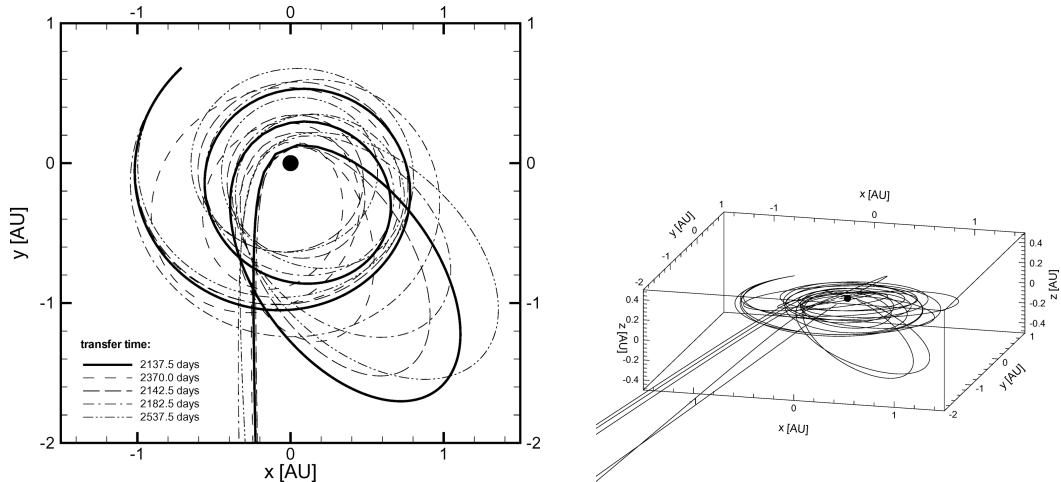 -1 0 1
1 1
y [AU]
0 0
-1 -1
transfer time:
2137.5 days
2370.0 days
2142.5 days
2182.5 days
2537.5 days
-2 -2
-1 0 1
x [AU]
x [AU]
-1 0 1
y [AU]
1
0
-1
-2
0.4
0.2
0
-0.2
-0.4
z [AU]
0.4
0.2
0
-0.2
-0.4
z [AU]
1
0
-1
-2
y [AU]
-1 0 1
x [AU]